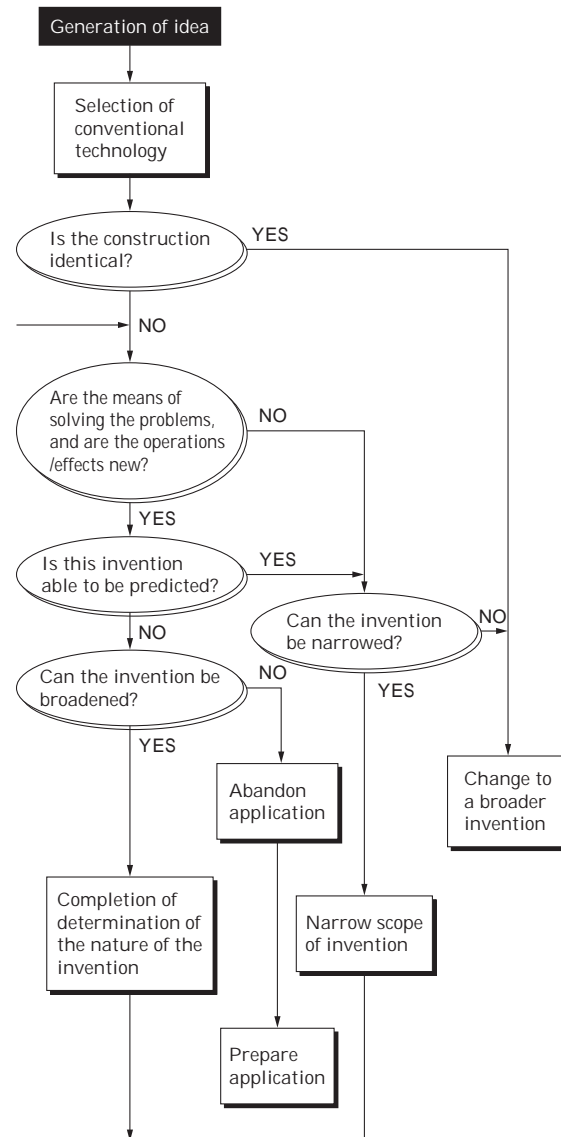 Generation of idea
Selection of
conventional
technology
Is the construction
identical?
YES
NO
Are the means of
solving the problems,
and are the operations
/effects new?
NO
YES
Is this invention
able to be predicted?
YES
NO
Can the invention
be narrowed?
NO
YES
Can the invention be
broadened?
NO
YES
Abandon
application
Change to
a broader
invention
Completion of
determination of
the nature of the
invention
Narrow scope
of invention
Prepare
application